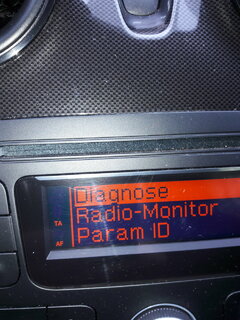 Diagnose
Radio-Monitor
TA
Param ID
AF